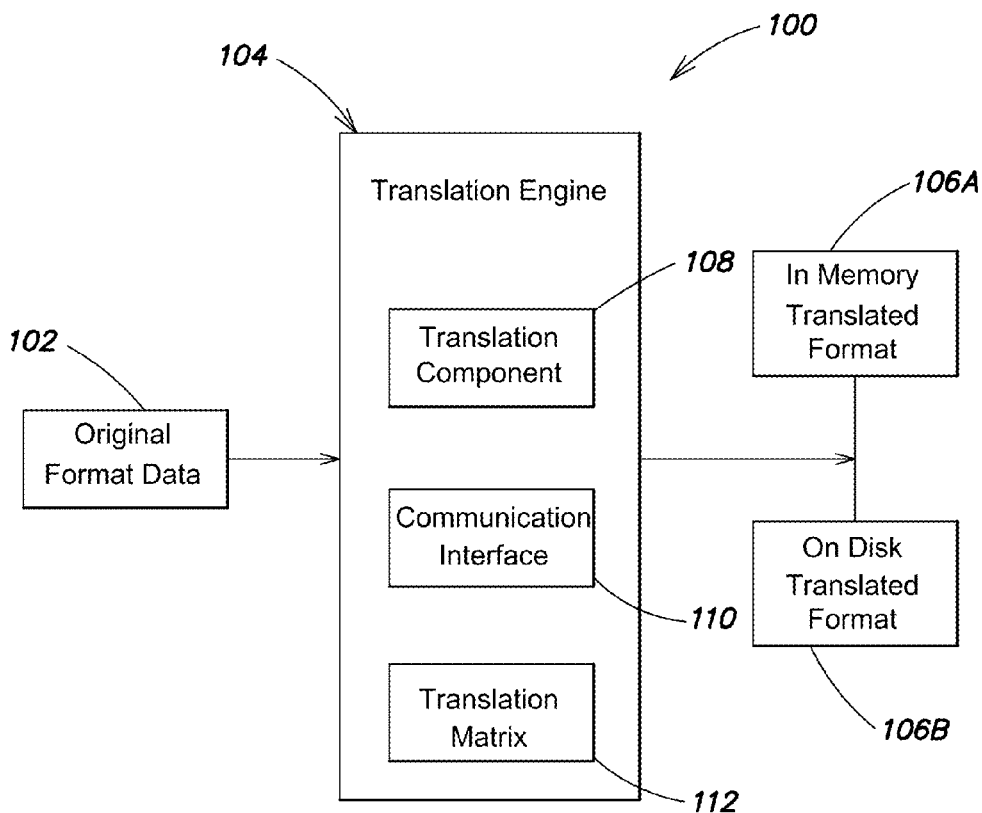 100
104
Translation Engine
106A
In Memory
Translated
Format
108
Translation
Component
102
Original
Format Data
Communication
Interface
110
On Disk
Translated
Format
106B
Translation
Matrix
112